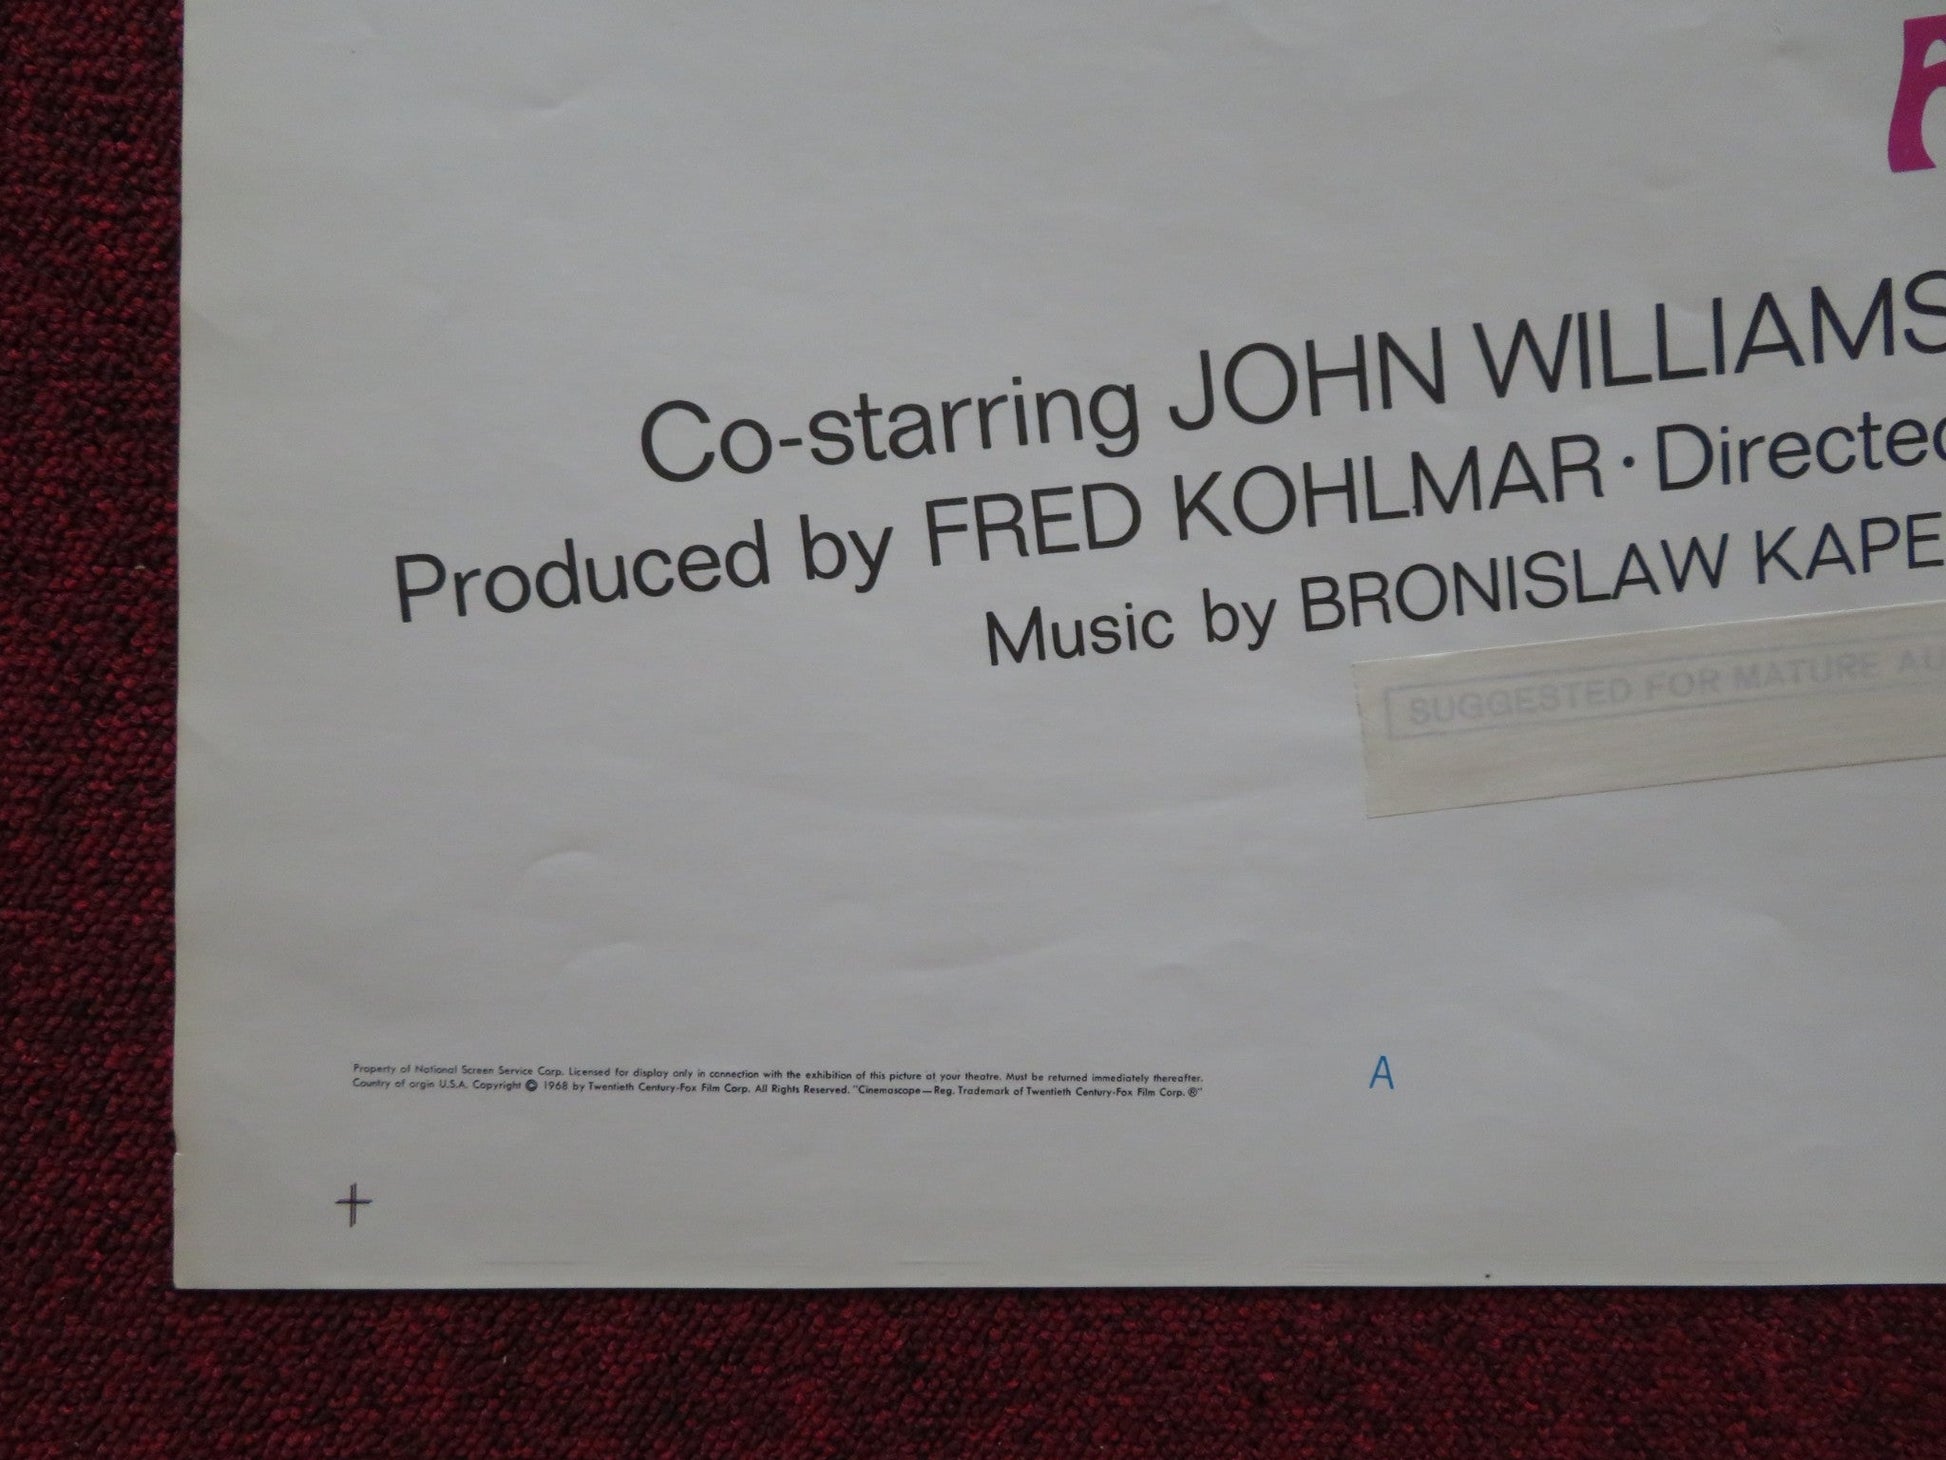 Co-starring JOHN WILLIAMS
Produced by FRED KOHLMAR · Directed
Music by BRONISLAW KAPE
SUGGESTED FOR MATURE AU
Property of National Screen Service Corp. Licensed for display only in connection with the exhibition of this picture at your theatre. Must be returned immediately thereafter.
Country of orgin U.S.A. Copyright © 1968 by Twentieth Century-Fox Film Corp. All Rights Reserved. "Cinemascope—Reg. Trademark of Twentieth Century-Fox Film Corp. ®"
A